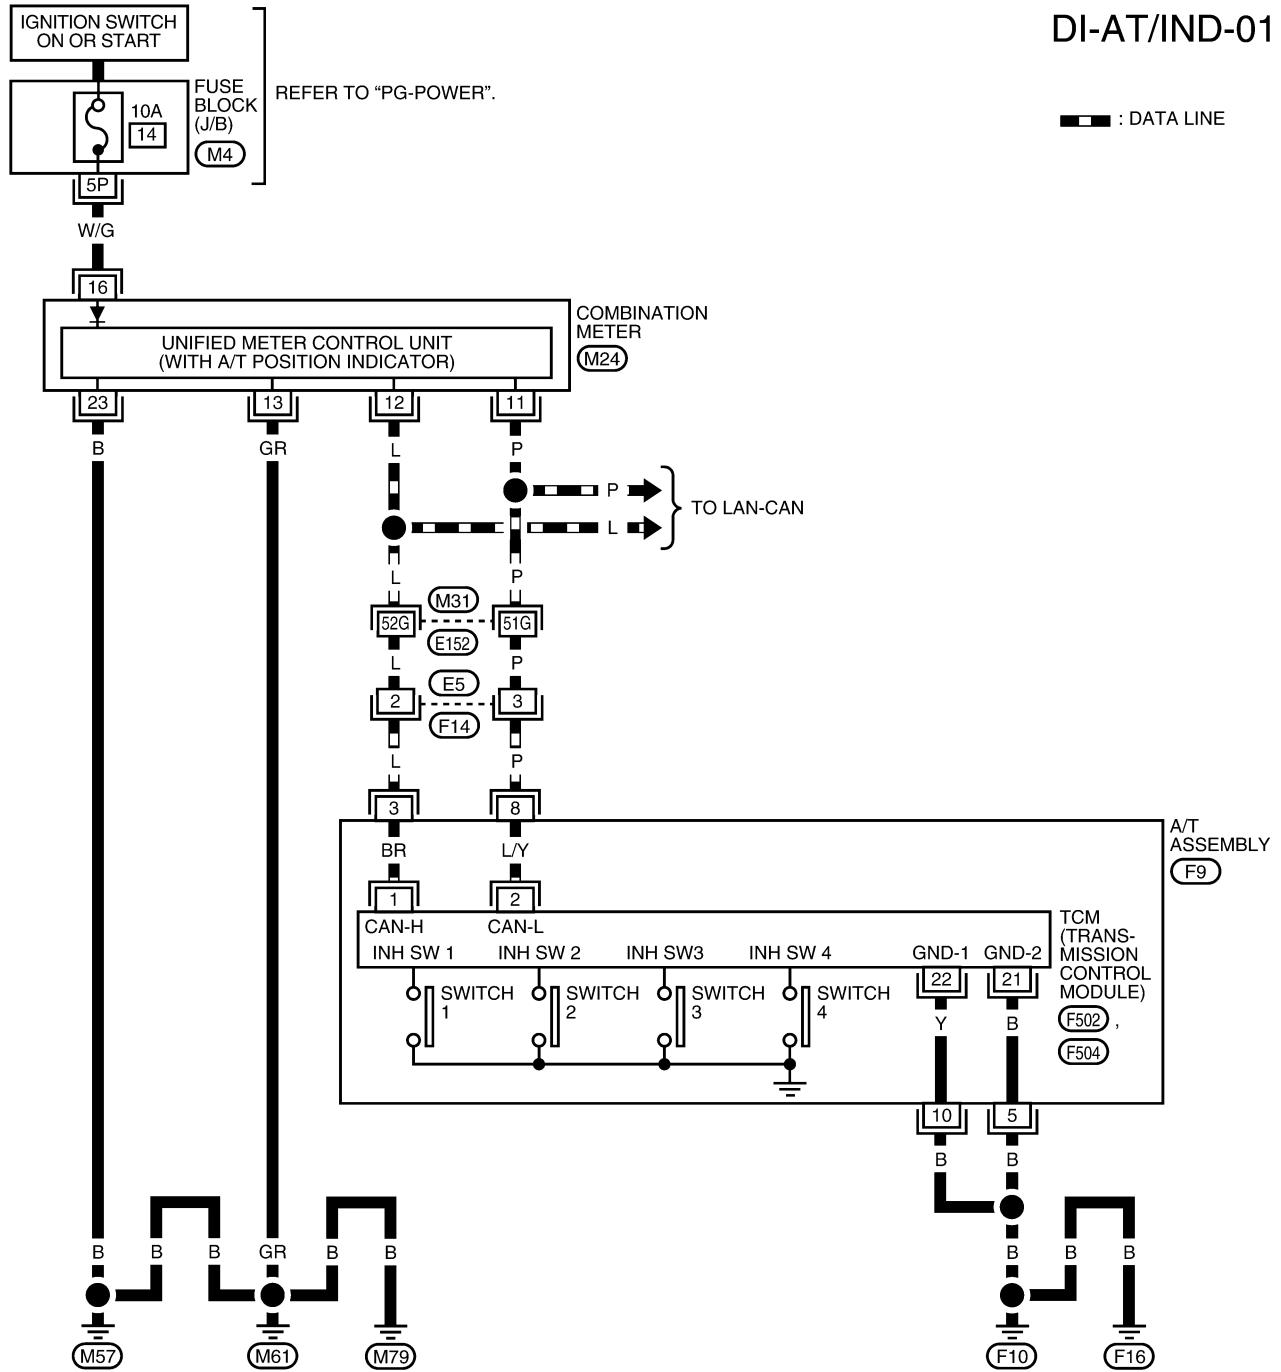 DI-AT/IND-01
IGNITION SWITCH
ON OR START
FUSE
BLOCK
(J/B)
M4
10A
14
REFER TO “PG-POWER”.
: DATA LINE
5P
W/G
16
COMBINATION
METER
M24
UNIFIED METER CONTROL UNIT
(WITH A/T POSITION INDICATOR)
23 13 12 11
B GR L P
P
L
TO LAN-CAN
L P
M31
52G 51G
E152
L P
E5
2 3
F14
L P
3 8
A/T
ASSEMBLY
F9
BR L/Y
1 2
CAN-H CAN-L
TCM
(TRANS-
MISSION
CONTROL
MODULE)
F502 ,
F504
INH SW 1 INH SW 2 INH SW3 INH SW 4 GND-1 GND-2
22 21
SWITCH
1
SWITCH
2
SWITCH
3
SWITCH
4
Y B
10 5
B B
B B B GR B B B B B
M57 M61 M79 F10 F16